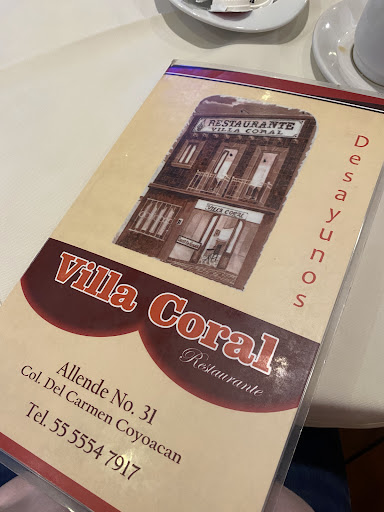 RESTAURANTE
VILLA CORAL
VILLA CORAL
Desayunos
Villa Coral
Restaurante
Allende No. 31
Col. Del Carmen Coyoacan
Tel. 55 5554 7917